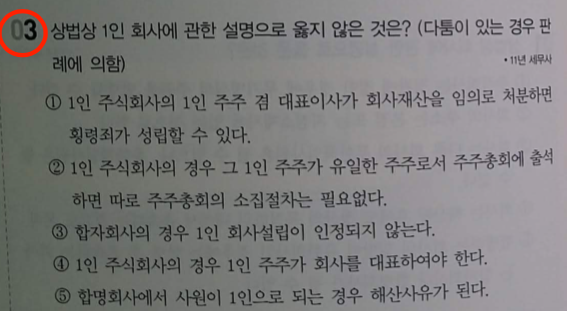 03 상법상 1인 회사에 관한 설명으로 옳지 않은 것은? (다툼이 있는 경우 판
례에 의함)
• 11년 세무사
① 1인 주식회사의 1인 주주 겸 대표이사가 회사재산을 임의로 처분하면
횡령죄가 성립할 수 있다.
② 1인 주식회사의 경우 그 1인 주주가 유일한 주주로서 주주총회에 출석
하면 따로 주주총회의 소집절차는 필요없다.
③ 합자회사의 경우 1인 회사설립이 인정되지 않는다.
④ 1인 주식회사의 경우 1인 주주가 회사를 대표하여야 한다.
⑤ 합명회사에서 사원이 1인으로 되는 경우 해산사유가 된다.